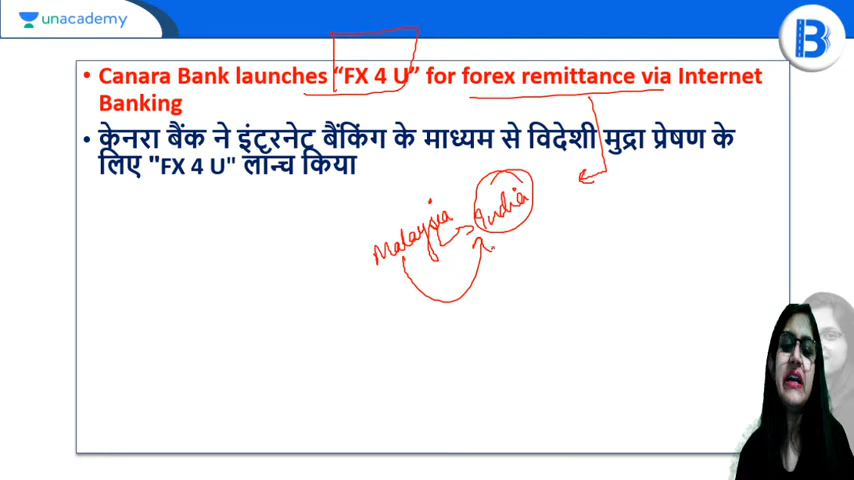 unacademy
B
• Canara Bank launches “FX 4 U” for forex remittance via Internet
Banking
• केनरा बैंक ने इंटरनेट बैंकिंग के माध्यम से विदेशी मुद्रा प्रेषण के
लिए "FX 4 U" लॉन्च किया
India
Malaysia